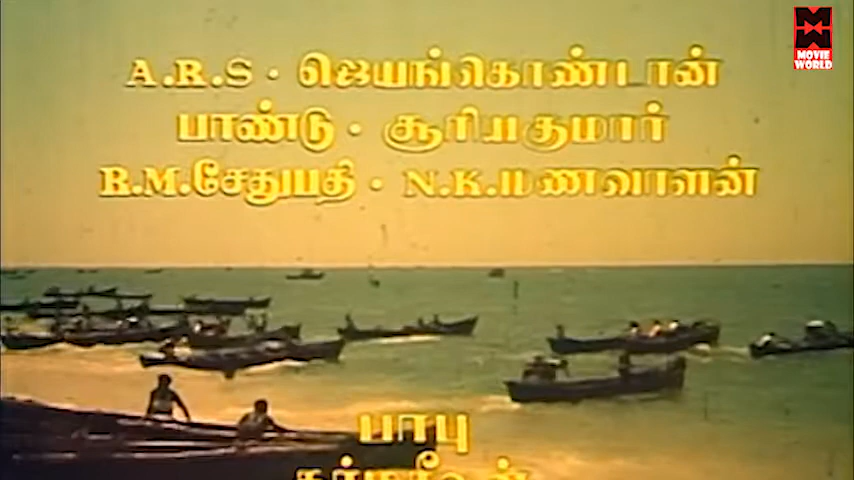 MOVIE
WORLD
A.R.S. ஜெயங்கொண்டான்
பாண்டு. சூரியகுமார்
R.M.சேதுபதி. N.K.மணவாளன்
பாபு